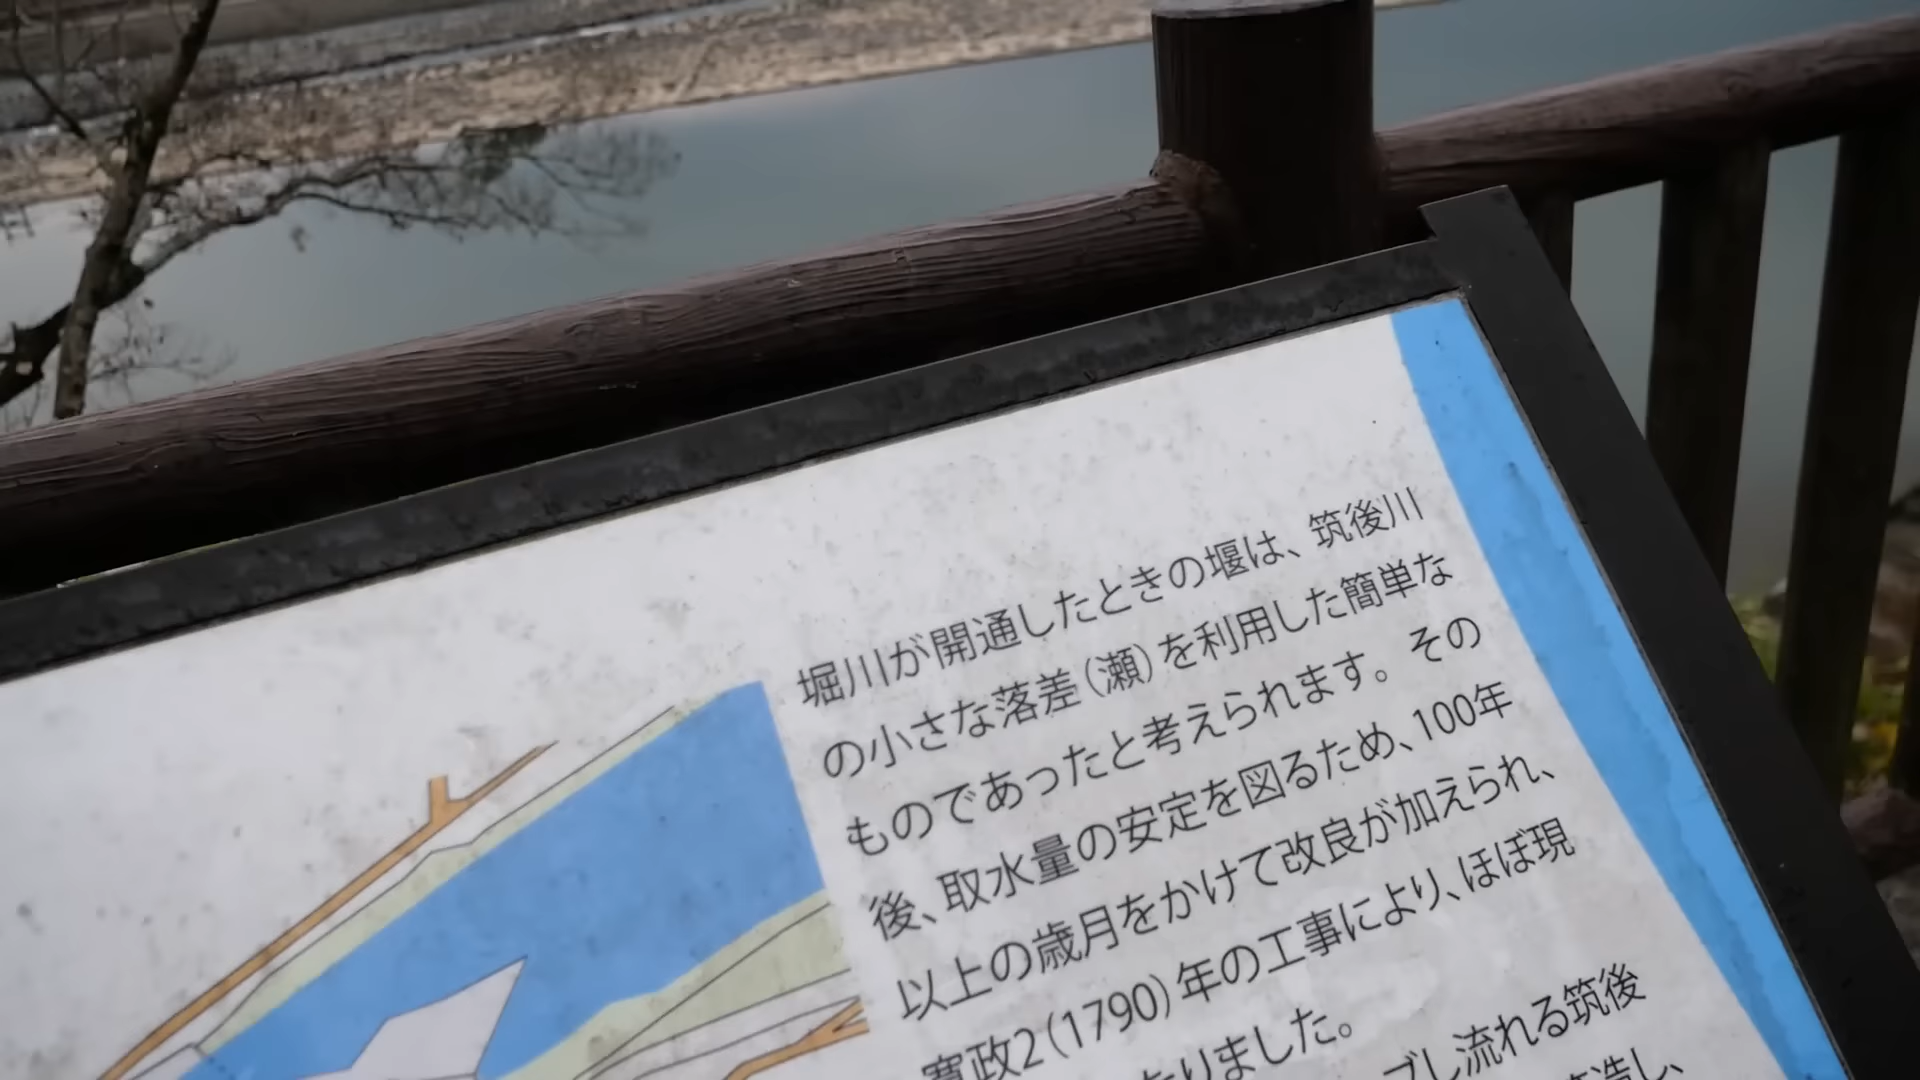 堀川が開通したときの堰は、筑後川
の小さな落差（瀬）を利用した簡単な
ものであったと考えられます。その
後、取水量の安定を図るため、100年
以上の歳月をかけて改良が加えられ、
寛政2（1790）年の工事により、ほぼ現
なりました。
し流れる筑後
造し、